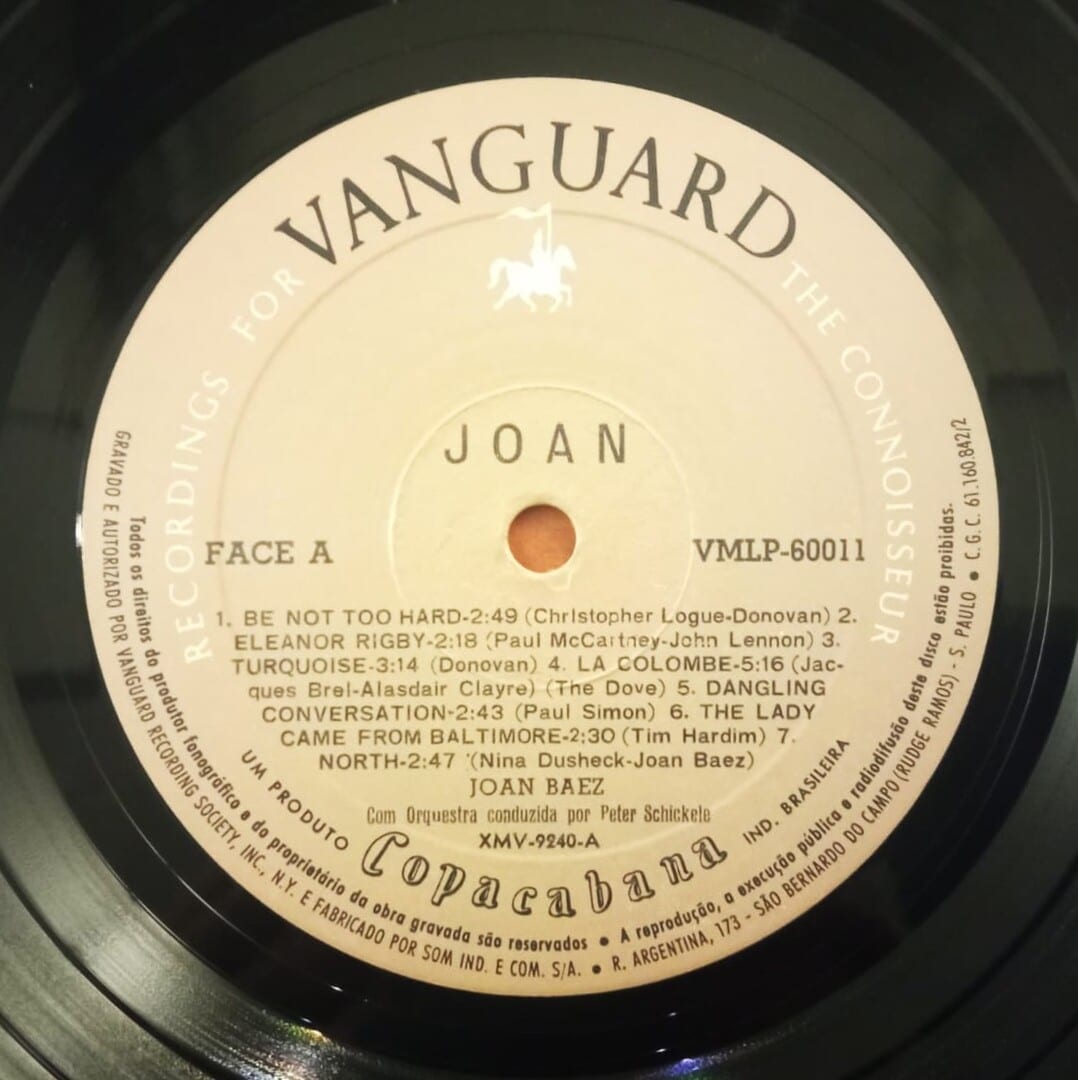 VANGUARD
RECORDINGS FOR THE CONNOISSEUR
JOAN
FACE A
VMLP-60011
1. BE NOT TOO HARD-2:49 (Christopher Logue-Donovan) 2.
ELEANOR RIGBY-2:18 (Paul McCartney-John Lennon) 3.
TURQUOISE-3:14 (Donovan) 4. LA COLOMBE-5:16 (Jac-
ques Brel-Alasdair Clayre) (The Dove) 5. DANGLING
CONVERSATION-2:43 (Paul Simon) 6. THE LADY
CAME FROM BALTIMORE-2:30 (Tim Hardim) 7.
NORTH-2:47 (Nina Dusheck-Joan Baez)
JOAN BAEZ
Com Orquestra conduzida por Peter Schickele
XMV-9240-A
UM PRODUTO Copacabana IND. BRASILEIRA
Todos os direitos do produtor fonográfico e do proprietário da obra gravada são reservados • A reprodução, a execução pública e radiodifusão deste disco estão proibidas.
GRAVADO E AUTORIZADO POR VANGUARD RECORDING SOCIETY, INC., N.Y. E FABRICADO POR SOM IND. E COM. S/A. • R. ARGENTINA, 173 - SÃO BERNARDO DO CAMPO (RUDGE RAMOS) - S. PAULO • C.G.C. 61.160.842/2